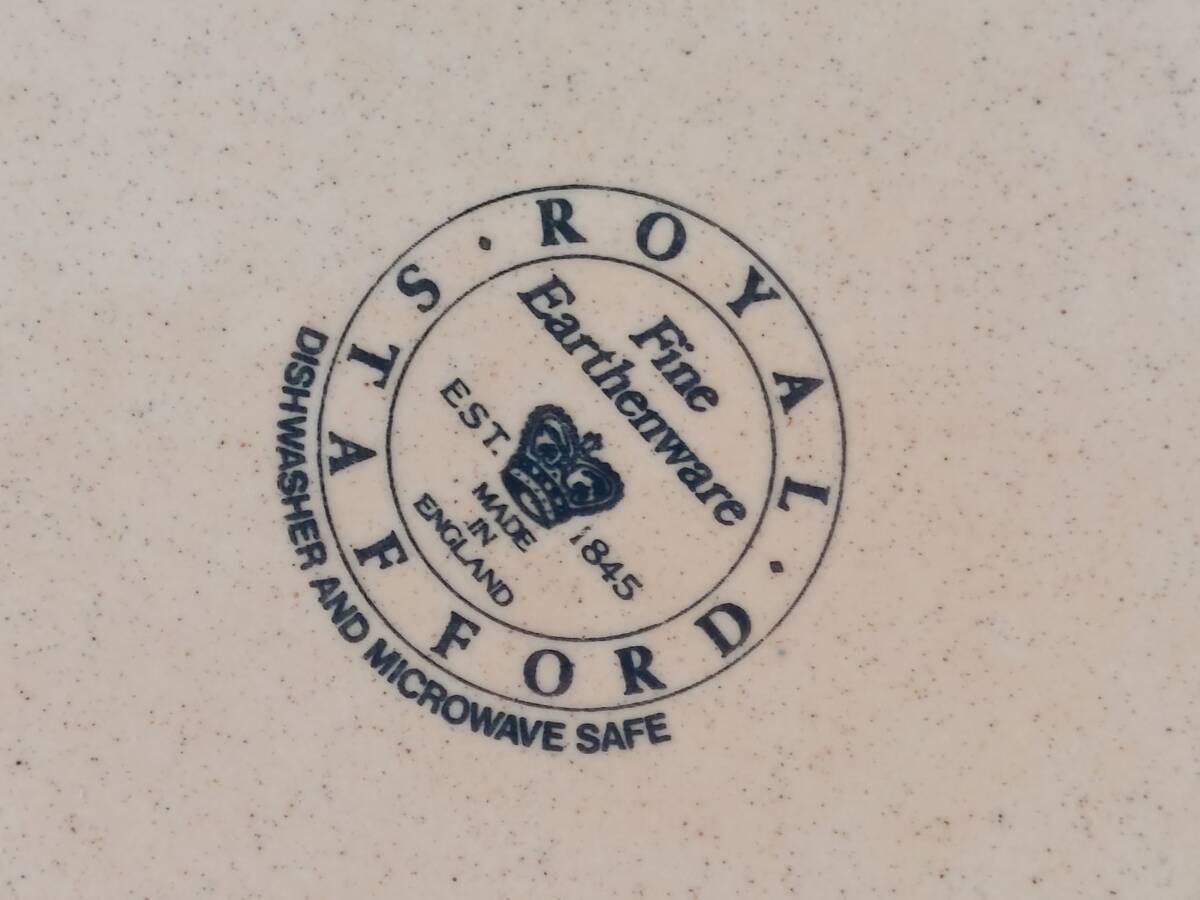 ROYAL
STAFFORD
Fine
Earthenware
EST. 1845
MADE
IN
ENGLAND
DISHWASHER AND MICROWAVE SAFE